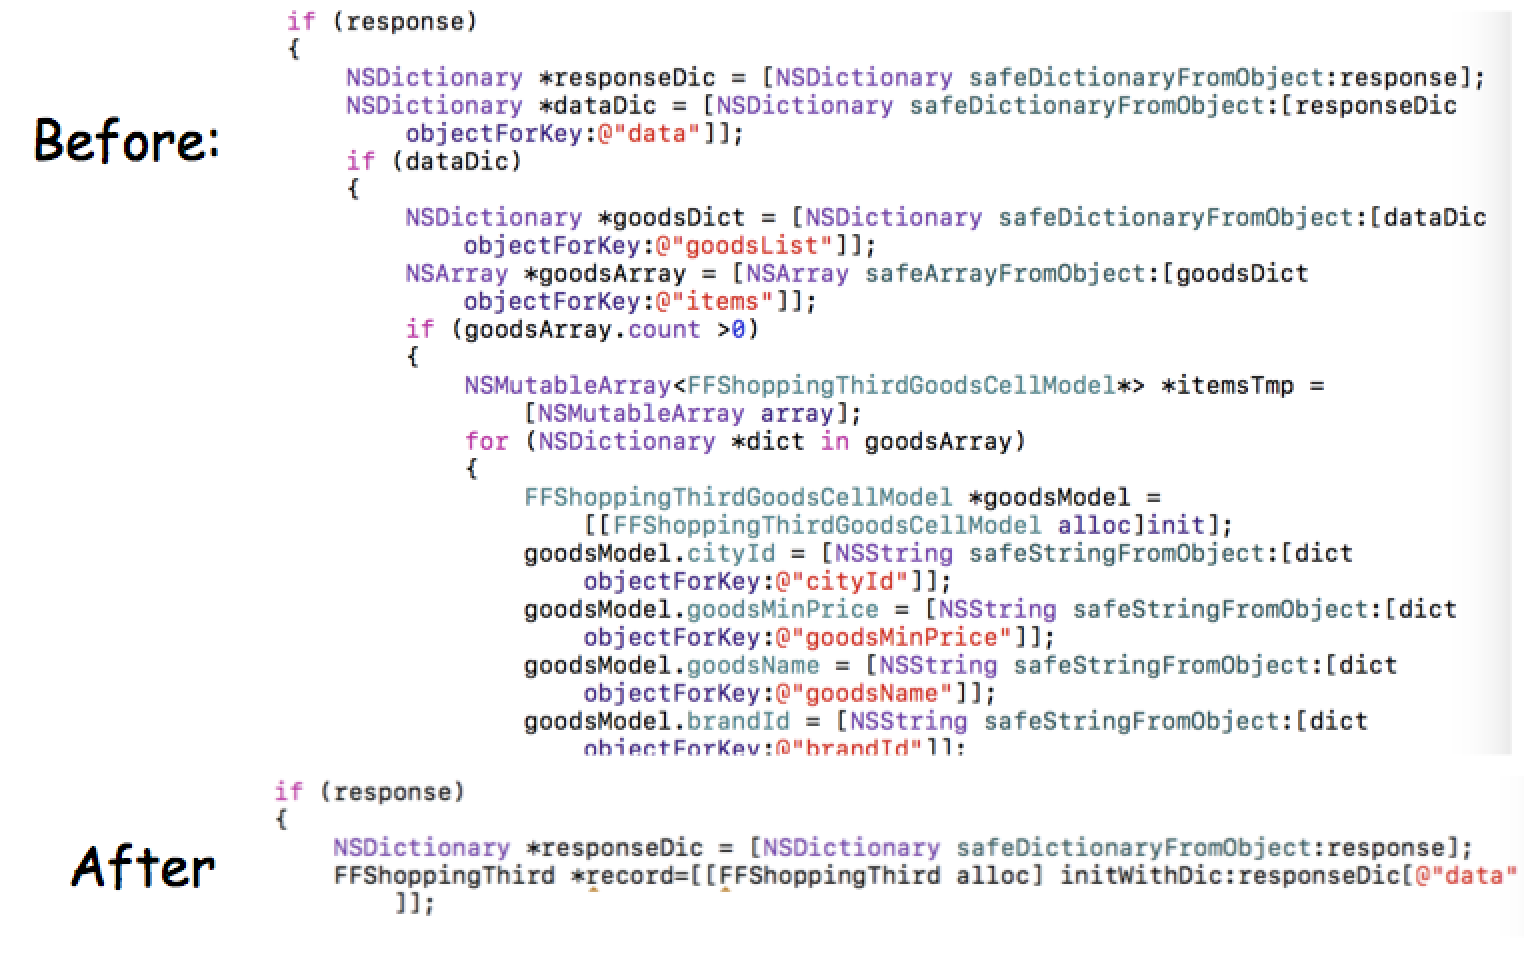 if (response)
{
NSDictionary *responseDic = [NSDictionary safeDictionaryFromObject:response];
NSDictionary *dataDic = [NSDictionary safeDictionaryFromObject:[responseDic
objectForKey:@"data"]];
Before:
if (dataDic)
{
NSDictionary *goodsDict = [NSDictionary safeDictionaryFromObject:[dataDic
objectForKey:@"goodsList"]];
NSArray *goodsArray = [NSArray safeArrayFromObject:[goodsDict
objectForKey:@"items"]];
if (goodsArray.count >0)
{
NSMutableArray<FFShoppingThirdGoodsCellModel*> *itemsTmp =
[NSMutableArray array];
for (NSDictionary *dict in goodsArray)
{
FFShoppingThirdGoodsCellModel *goodsModel =
[[FFShoppingThirdGoodsCellModel alloc]init];
goodsModel.cityId = [NSString safeStringFromObject:[dict
objectForKey:@"cityId"]];
goodsModel.goodsMinPrice = [NSString safeStringFromObject:[dict
objectForKey:@"goodsMinPrice"]];
goodsModel.goodsName = [NSString safeStringFromObject:[dict
objectForKey:@"goodsName"]];
goodsModel.brandId = [NSString safeStringFromObject:[dict
objectForKey:@"brandId"]];
if (response)
{
NSDictionary *responseDic = [NSDictionary safeDictionaryFromObject:response];
After
FFShoppingThird *record=[[FFShoppingThird alloc] initWithDic:responseDic[@"data"
]];